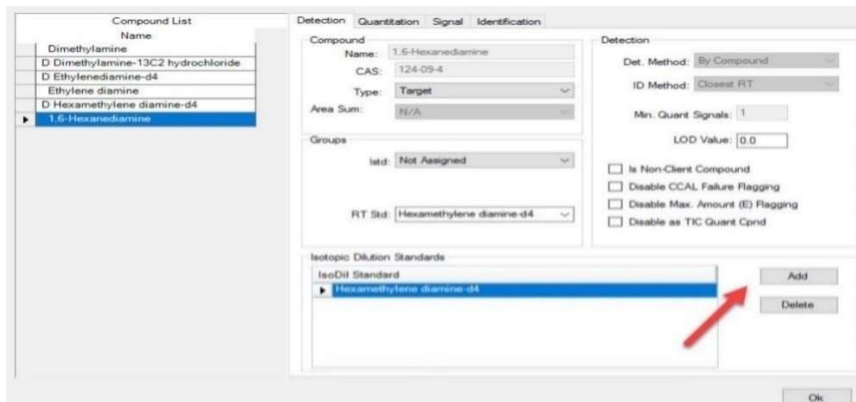 Compound List
Name
Dimethylamine
D Dimethylamine-13C2 hydrochloride
D Ethylenediamine-d4
Ethylene diamine
D Hexamethylene diamine-d4
1,6-Hexanediamine
Detection Quantitation Signal Identification
Compound
Name: 1,6-Hexanediamine
CAS: 124-09-4
Type: Target
Area Sum: N/A
Groups
Istd: Not Assigned
RT Std: Hexamethylene diamine-d4
Detection
Det. Method: By Compound
ID Method: Closest RT
Min. Quant Signals: 1
LOD Value: 0.0
Is Non-Client Compound
Disable CCAL Failure Flagging
Disable Max. Amount (E) Flagging
Disable as TIC Quant Cpnd
Isotopic Dilution Standards
IsoDil Standard
Hexamethylene diamine-d4
Add
Delete
Ok